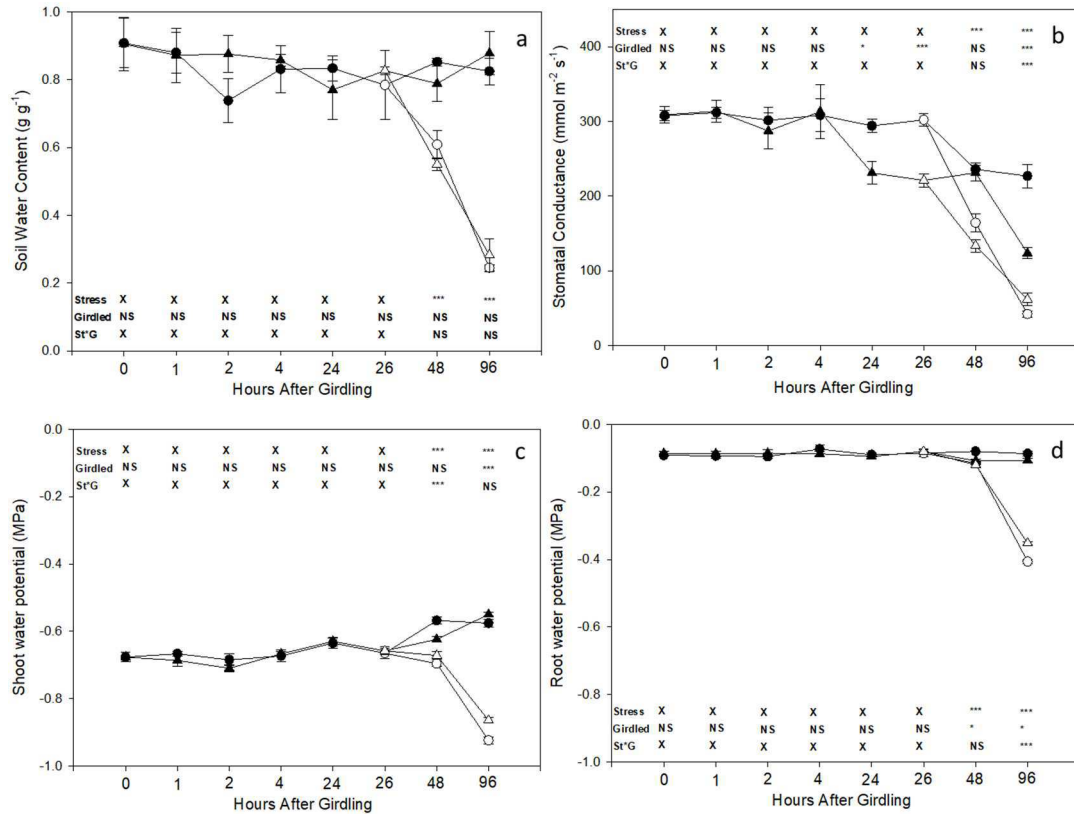 a
Soil Water Content (g g⁻¹)
1.0
0.8
0.6
0.4
0.2
0.0
Stress X X X X X X *** ***
Girdled NS NS NS NS NS NS NS NS
St*G X X X X X X NS NS
0 1 2 4 24 26 48 96
Hours After Girdling
b
Stomatal Conductance (mmol m⁻² s⁻¹)
400
300
200
100
0
Stress X X X X X X *** ***
Girdled NS NS NS NS * *** NS ***
St*G X X X X X X NS ***
0 1 2 4 24 26 48 96
Hours After Girdling
c
Shoot water potential (MPa)
0.0
-0.2
-0.4
-0.6
-0.8
-1.0
Stress X X X X X X *** ***
Girdled NS NS NS NS NS NS NS ***
St*G X X X X X X *** NS
0 1 2 4 24 26 48 96
Hours After Girdling
d
Root water potential (MPa)
0.0
-0.2
-0.4
-0.6
-0.8
-1.0
Stress X X X X X X *** ***
Girdled NS NS NS NS NS NS * *
St*G X X X X X X NS ***
0 1 2 4 24 26 48 96
Hours After Girdling